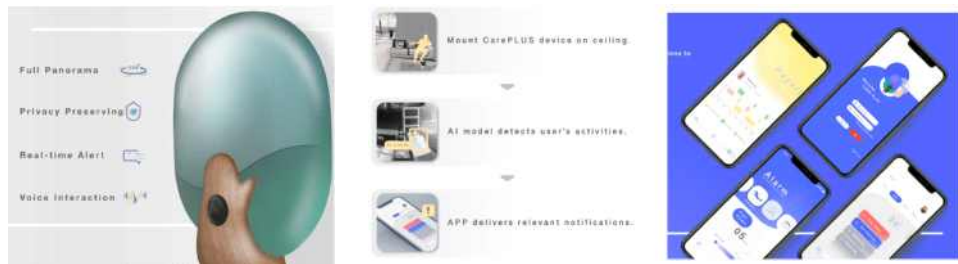 Full Panorama
Privacy Preserving
Real-time Alert
Voice Interaction
Mount CarePLUS device on ceiling.
AI model detects user's activities.
APP delivers relevant notifications.
Alarm
05